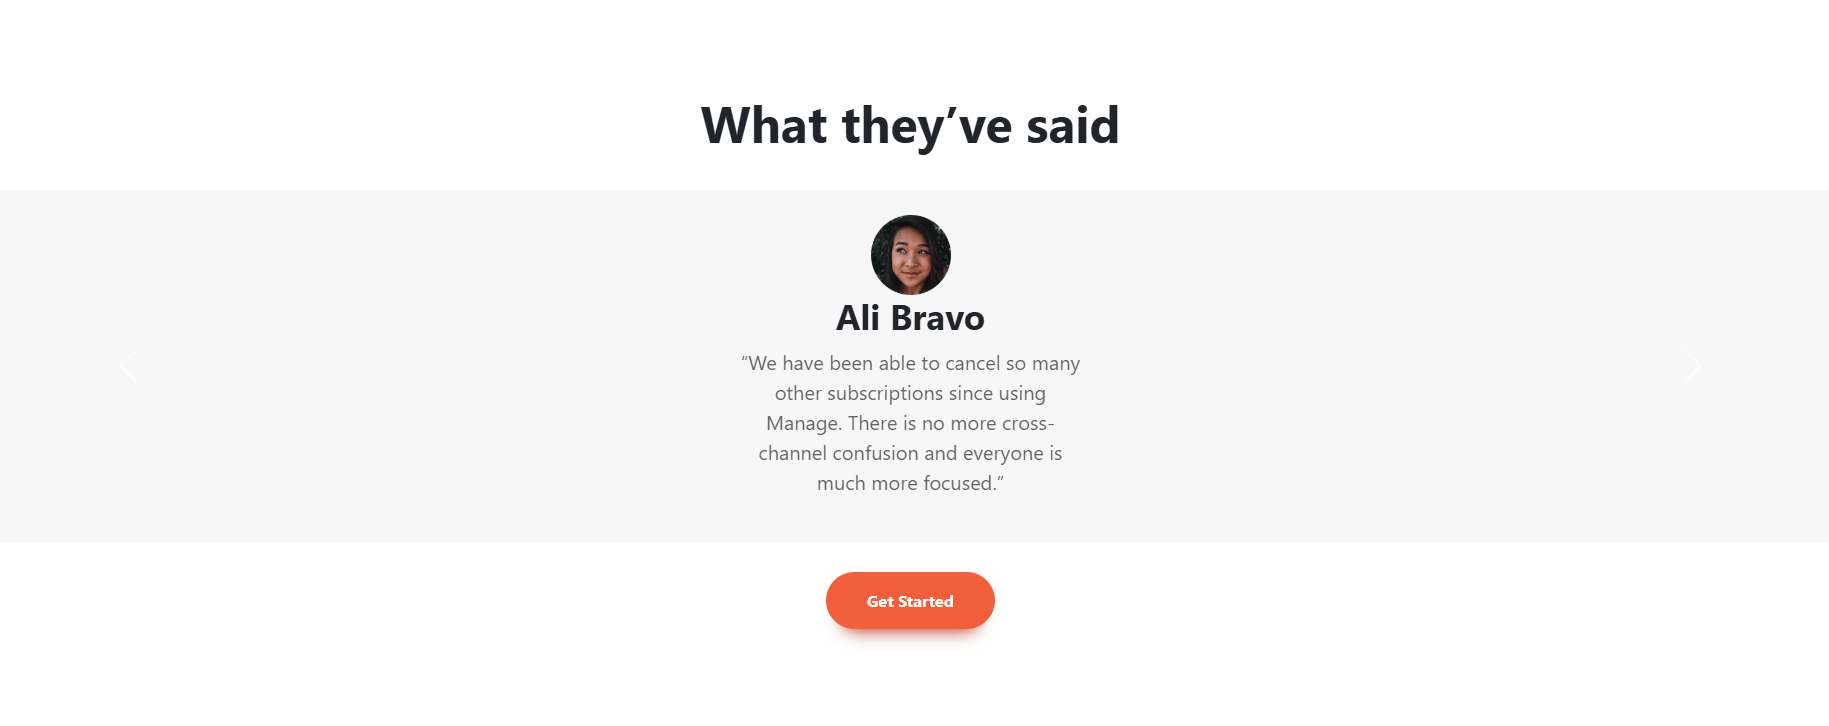 What they’ve said
Ali Bravo
“We have been able to cancel so many
other subscriptions since using
Manage. There is no more cross-
channel confusion and everyone is
much more focused.”
Get Started